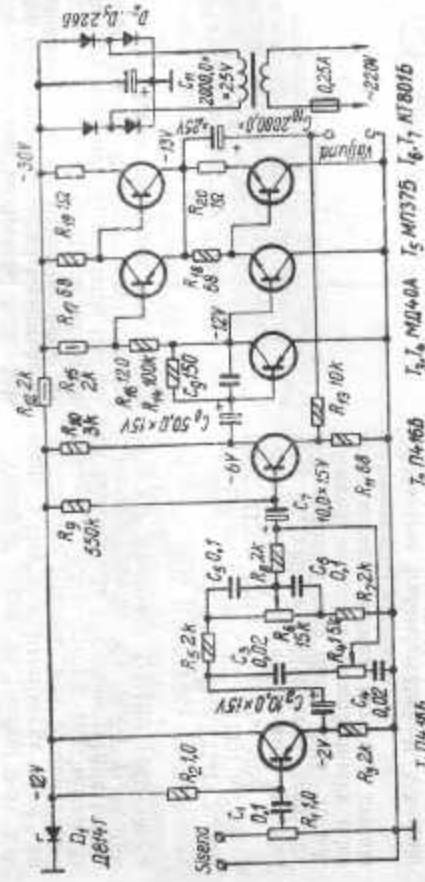 -12V
D1
Д814Г
Sisend
C1
0,1
R1 1,0
R2 1,0
-2V
R3 2k
C2 10,0×15V
C4
0,02
R5 2k
C3
0,02
R4 15k
C5 0,1
R6
15k
R8 2k
C6
0,1
R7 2k
C7
10,0×15V
R9
330k
R10
3k
-6V
R11 68
R12 2k
R13 10k
C8 50,0×15V
R15
2k
R16 120
R14
100k
C9 150
-12V
R17 68
R18
68
R19 1Ω
-30V
-13V
R20
1Ω
C10 2000,0×
×25V
Valjund
D2...D5 Д226Б
C11
2000,0×
×25V
0,25A
~220V
T1 П416Б
T2 П416Б
T3,T4 МП40А
T5 МП37Б
T6,T7 КТ801Б